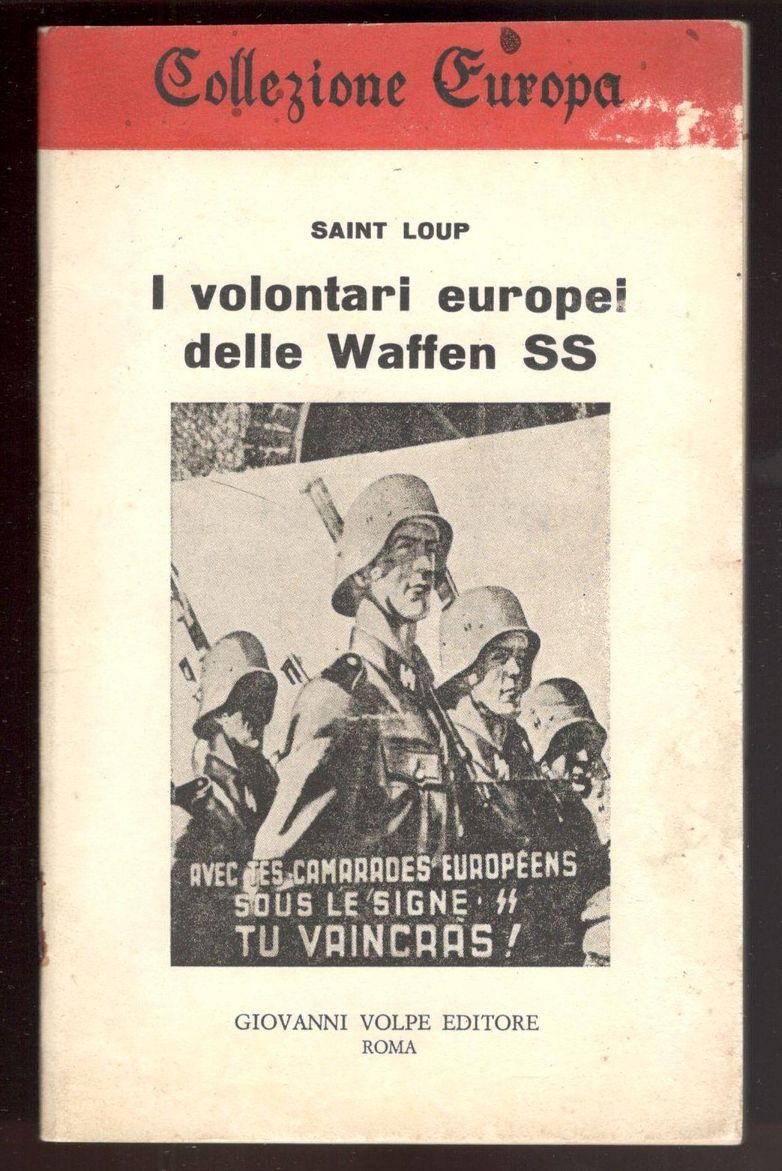 Collezione Europa
SAINT LOUP
I volontari europei
delle Waffen SS
AVEC TES CAMARADES EUROPÉENS
SOUS LE SIGNE · SS
TU VAINCRAS !
GIOVANNI VOLPE EDITORE
ROMA